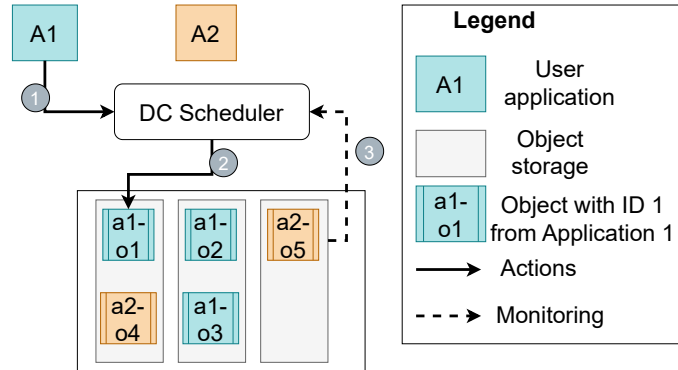 A1
A2
1
DC Scheduler
2
3
a1-
o1
a1-
o2
a2-
o5
a2-
o4
a1-
o3
Legend
A1
User
application
Object
storage
a1-
o1
Object with ID 1
from Application 1
Actions
Monitoring